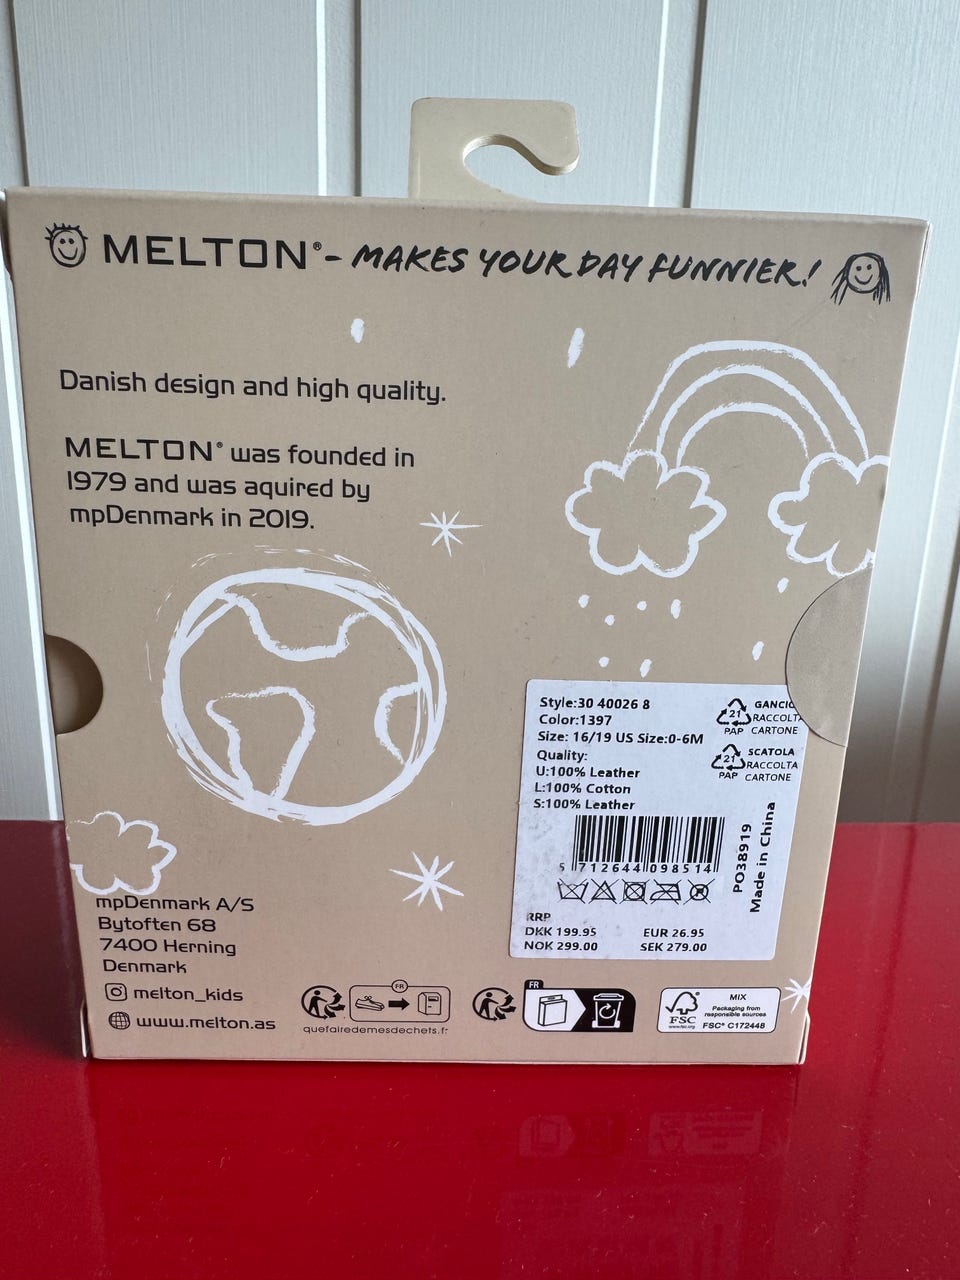 MELTON® - MAKES YOUR DAY FUNNIER!
Danish design and high quality.
MELTON® was founded in
1979 and was aquired by
mpDenmark in 2019.
Style:30 40026 8
Color:1397
Size: 16/19 US Size:0-6M
Quality:
U:100% Leather
L:100% Cotton
S:100% Leather
21
PAP
GANCIO
RACCOLTA
CARTONE
21
PAP
SCATOLA
RACCOLTA
CARTONE
5 712644 098514
PO38919
Made in China
RRP
DKK 199.95 EUR 26.95
NOK 299.00 SEK 279.00
mpDenmark A/S
Bytoften 68
7400 Herning
Denmark
melton_kids
www.melton.as
FR
quefairedemesdechets.fr
FR
FSC
www.fsc.org
MIX
Packaging from
responsible sources
FSC® C172448